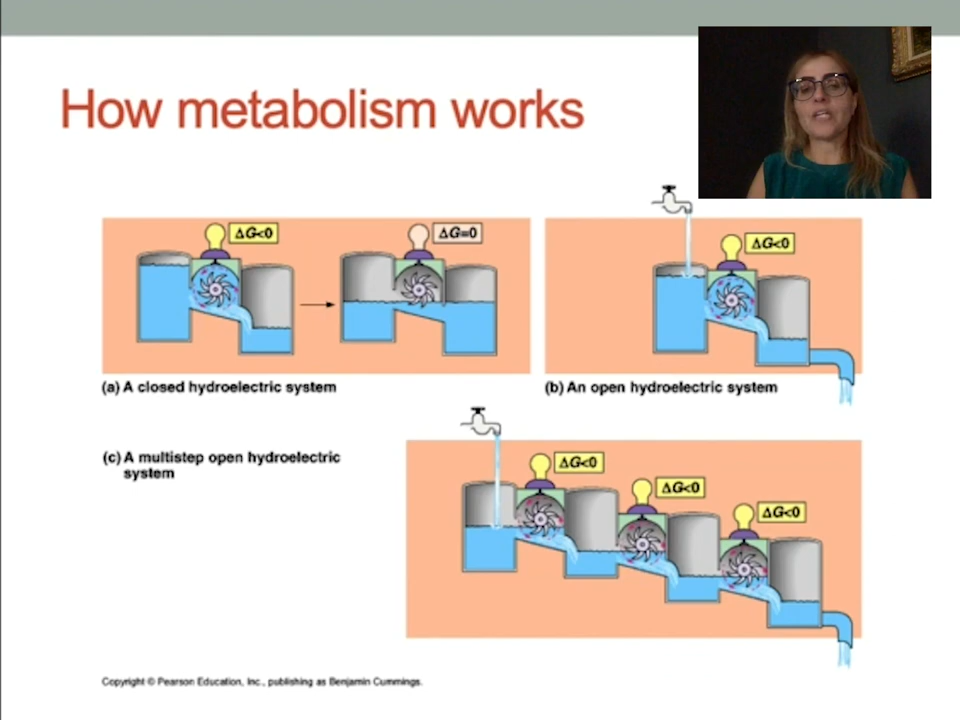 How metabolism works
ΔG<0
ΔG=0
ΔG<0
(a) A closed hydroelectric system
(b) An open hydroelectric system
(c) A multistep open hydroelectric
system
ΔG<0
ΔG<0
ΔG<0
Copyright © Pearson Education, Inc., publishing as Benjamin Cummings.